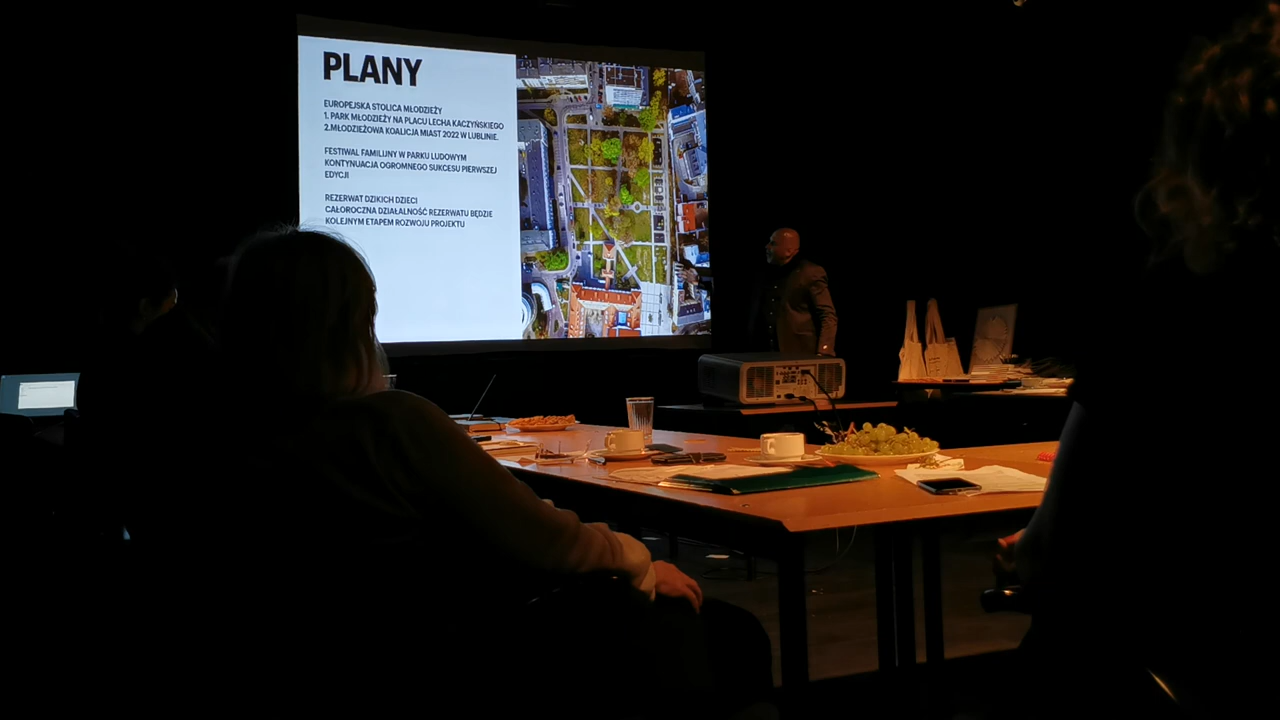 PLANY
EUROPEJSKA STOLICA MŁODZIEŻY
1. PARK MŁODZIEŻY NA PLACU LECHA KACZYŃSKIEGO
2.MŁODZIEŻOWA KOALICJA MIAST 2022 W LUBLINIE.
FESTIWAL FAMILIJNY W PARKU LUDOWYM
KONTYNUACJA OGROMNEGO SUKCESU PIERWSZEJ
EDYCJI
REZERWAT DZIKICH DZIECI
CAŁOROCZNA DZIAŁALNOŚĆ REZERWATU BĘDZIE
KOLEJNYM ETAPEM ROZWOJU PROJEKTU